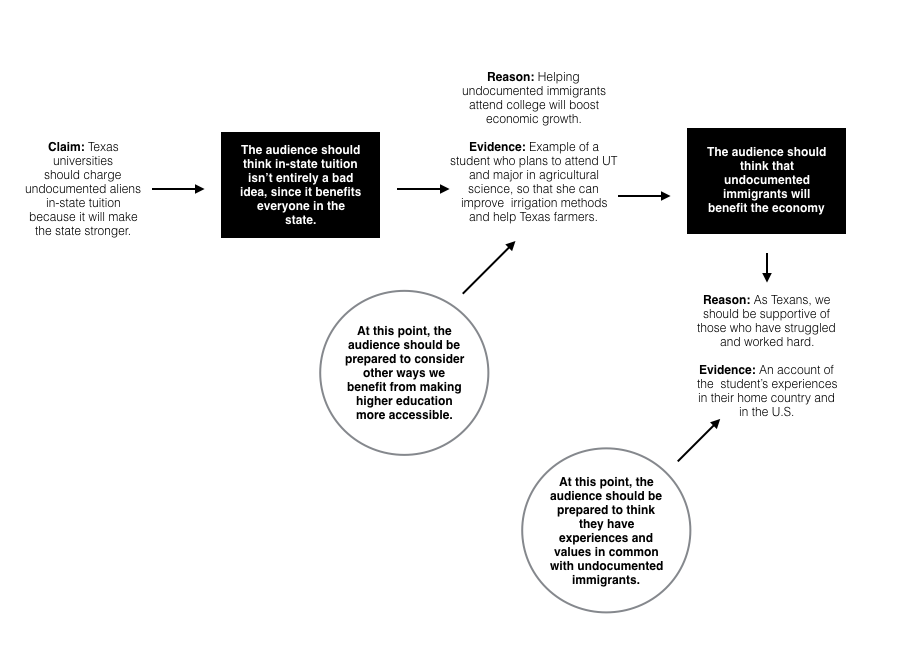 Claim: Texas
universities
should charge
undocumented aliens
in-state tuition
because it will make
the state stronger.
The audience should
think in-state tuition
isn't entirely a bad
idea, since it benefits
everyone in the
state.
Reason: Helping
undocumented immigrants
attend college will boost
economic growth.
Evidence: Example of a
student who plans to attend UT
and major in agricultural
science, so that she can
improve irrigation methods
and help Texas farmers.
The audience should
think that
undocumented
immigrants will
benefit the economy
At this point, the
audience should be
prepared to consider
other ways we
benefit from making
higher education
more accessible.
Reason: As Texans, we
should be supportive of
those who have struggled
and worked hard.
Evidence: An account of
the student's experiences
in their home country and
in the U.S.
At this point, the
audience should be
prepared to think
they have
experiences and
values in common
with undocumented
immigrants.